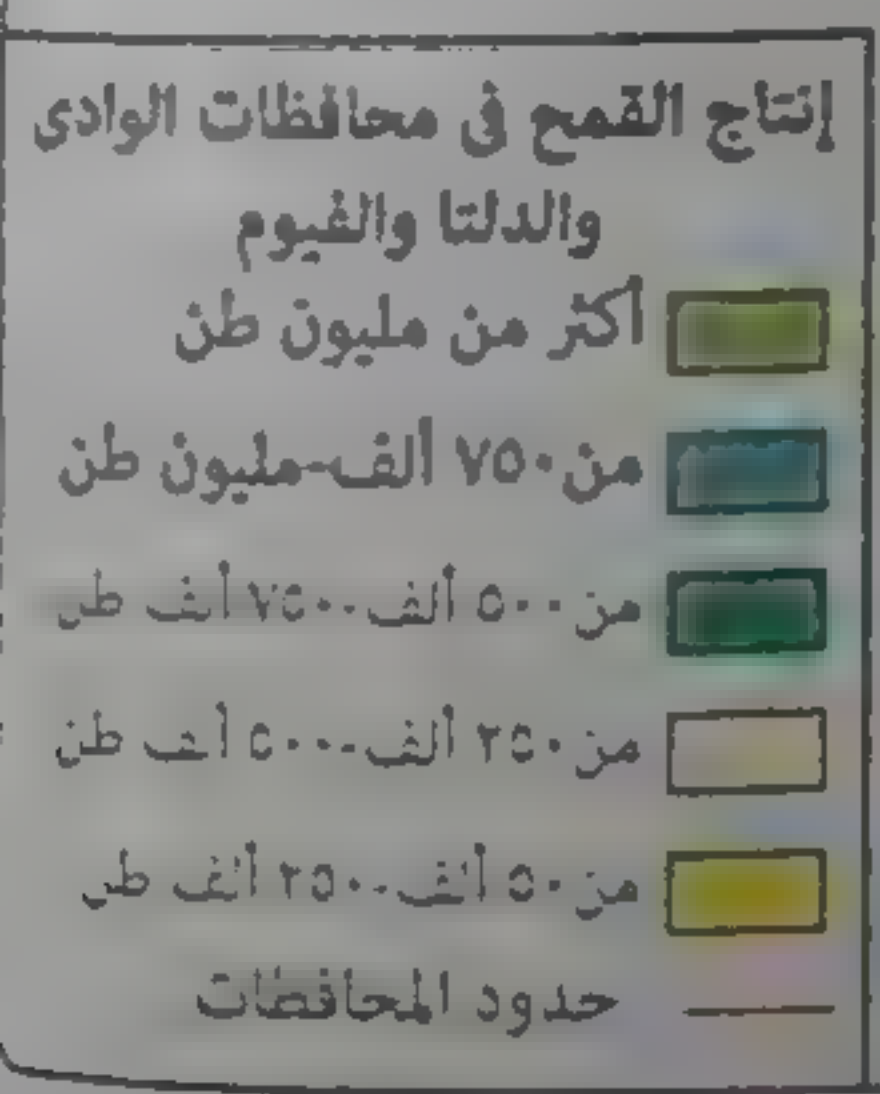 إنتاج القمح فى محافظات الوادى
والدلتا والفيوم
أكثر من مليون طن
من ٧٥٠ ألف-مليون طن
من ٥٠٠ ألف-٧٥٠ ألف طن
من ٢٥٠ ألف-٥٠٠ ألف طن
من ٥٠ ألف-٢٥٠ ألف طن
حدود المحافظات